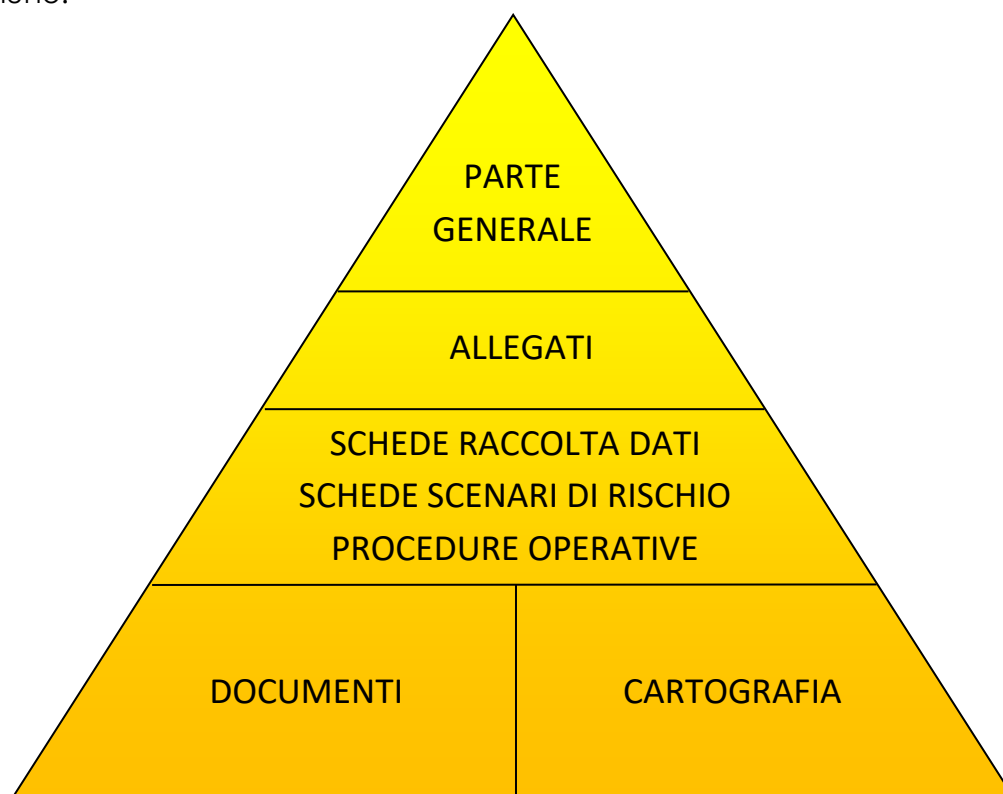 PARTE
GENERALE
ALLEGATI
SCHEDE RACCOLTA DATI
SCHEDE SCENARI DI RISCHIO
PROCEDURE OPERATIVE
DOCUMENTI
CARTOGRAFIA